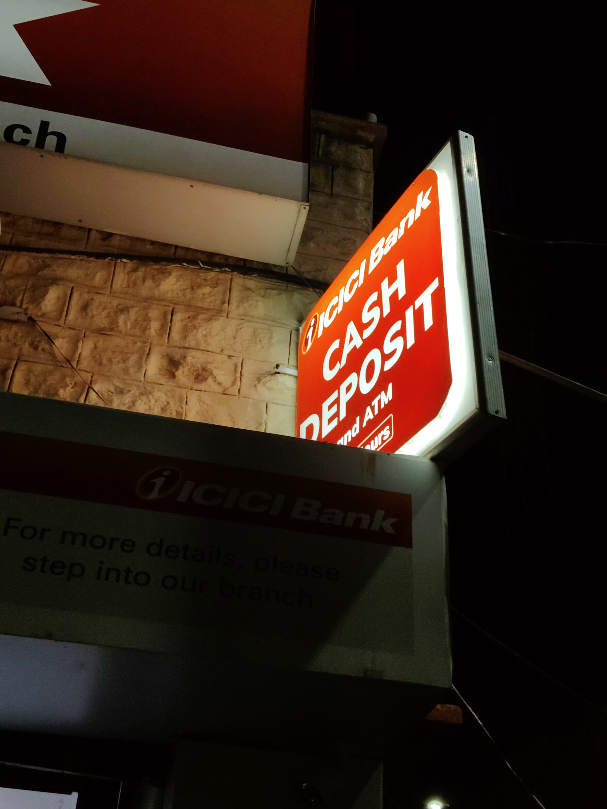 ch
ICICI Bank
CASH
DEPOSIT
and ATM
ICICI Bank
For more details, please
step into our branch